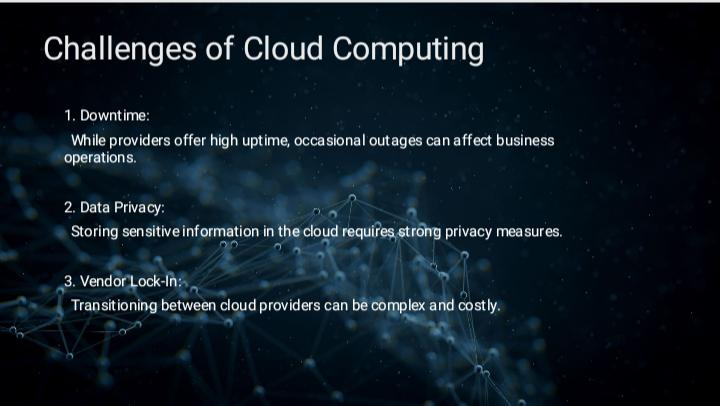 Challenges of Cloud Computing
1. Downtime:
While providers offer high uptime, occasional outages can affect business
operations.
2. Data Privacy:
Storing sensitive information in the cloud requires strong privacy measures.
3. Vendor Lock-In:
Transitioning between cloud providers can be complex and costly.